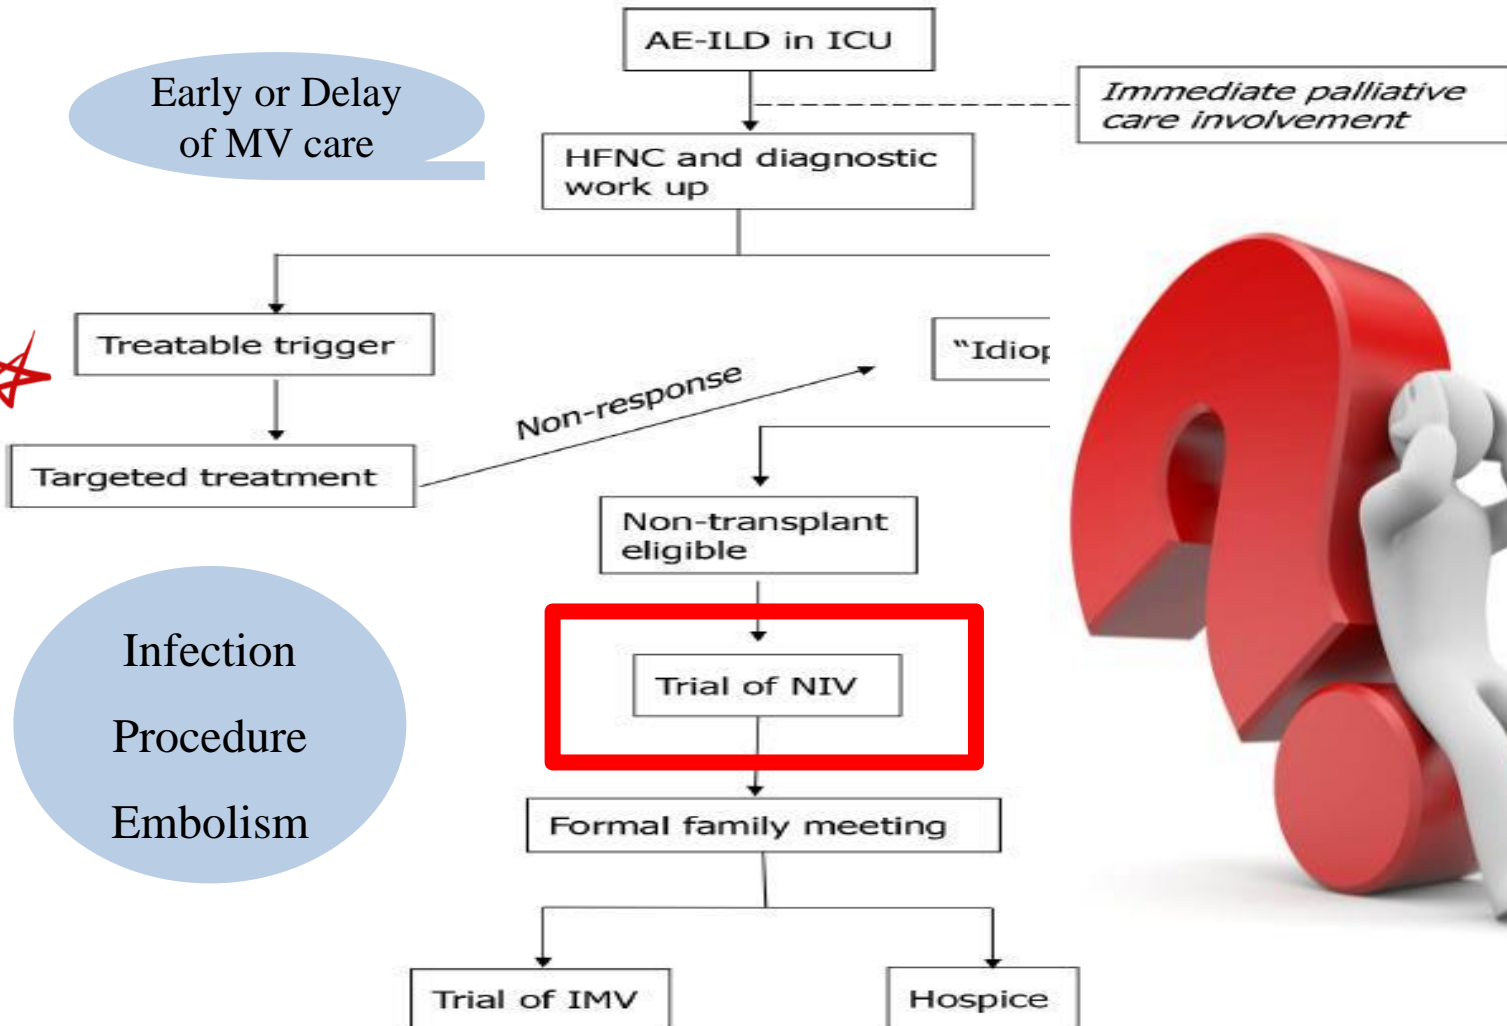 AE-ILD in ICU
Early or Delay
of MV care
Immediate palliative
care involvement
HFNC and diagnostic
work up
Treatable trigger
"Idiop
Non-response
Targeted treatment
Non-transplant
eligible
Infection
Procedure
Embolism
Trial of NIV
Formal family meeting
Trial of IMV
Hospice